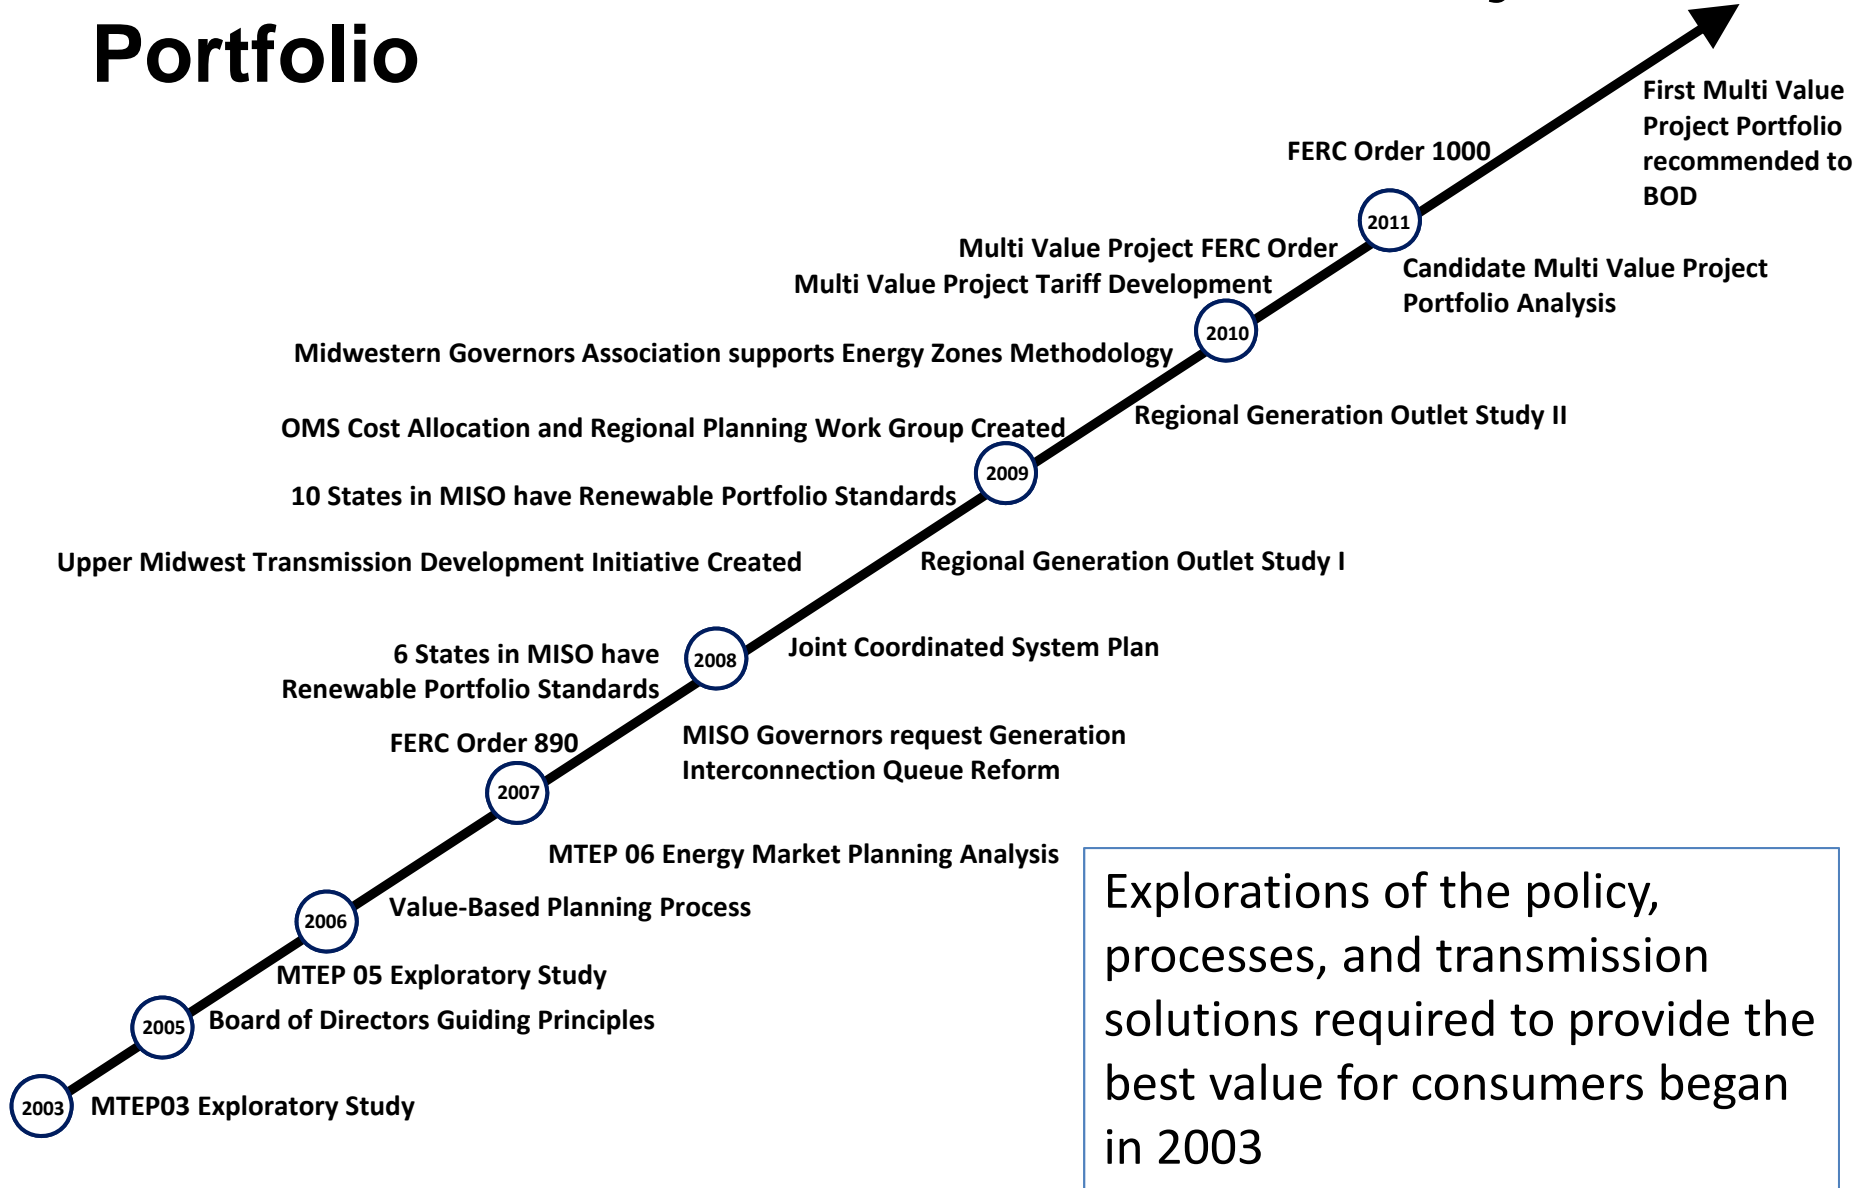 Portfolio
First Multi Value
Project Portfolio
recommended to
BOD
FERC Order 1000
2011
Multi Value Project FERC Order
Multi Value Project Tariff Development
Candidate Multi Value Project
Portfolio Analysis
2010
Midwestern Governors Association supports Energy Zones Methodology
Regional Generation Outlet Study II
OMS Cost Allocation and Regional Planning Work Group Created
2009
10 States in MISO have Renewable Portfolio Standards
Upper Midwest Transmission Development Initiative Created
Regional Generation Outlet Study I
6 States in MISO have
Renewable Portfolio Standards
2008
Joint Coordinated System Plan
FERC Order 890
MISO Governors request Generation
Interconnection Queue Reform
2007
MTEP 06 Energy Market Planning Analysis
2006
Value-Based Planning Process
MTEP 05 Exploratory Study
2005
Board of Directors Guiding Principles
2003
MTEP03 Exploratory Study
Explorations of the policy,
processes, and transmission
solutions required to provide the
best value for consumers began
in 2003